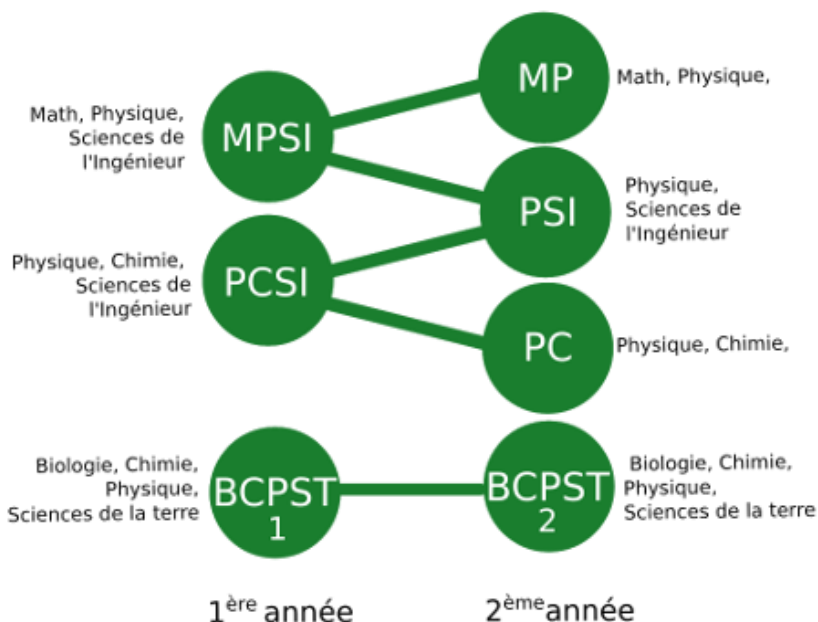 MP
Math, Physique,
Math, Physique,
Sciences de
l'Ingénieur
MPSI
PSI
Physique,
Sciences de
l'Ingénieur
Physique, Chimie,
Sciences de
l'Ingénieur
PCSI
PC
Physique, Chimie,
Biologie, Chimie,
Physique,
Sciences de la terre
BCPST
1
BCPST
2
Biologie, Chimie,
Physique,
Sciences de la terre
1ère année
2ème année